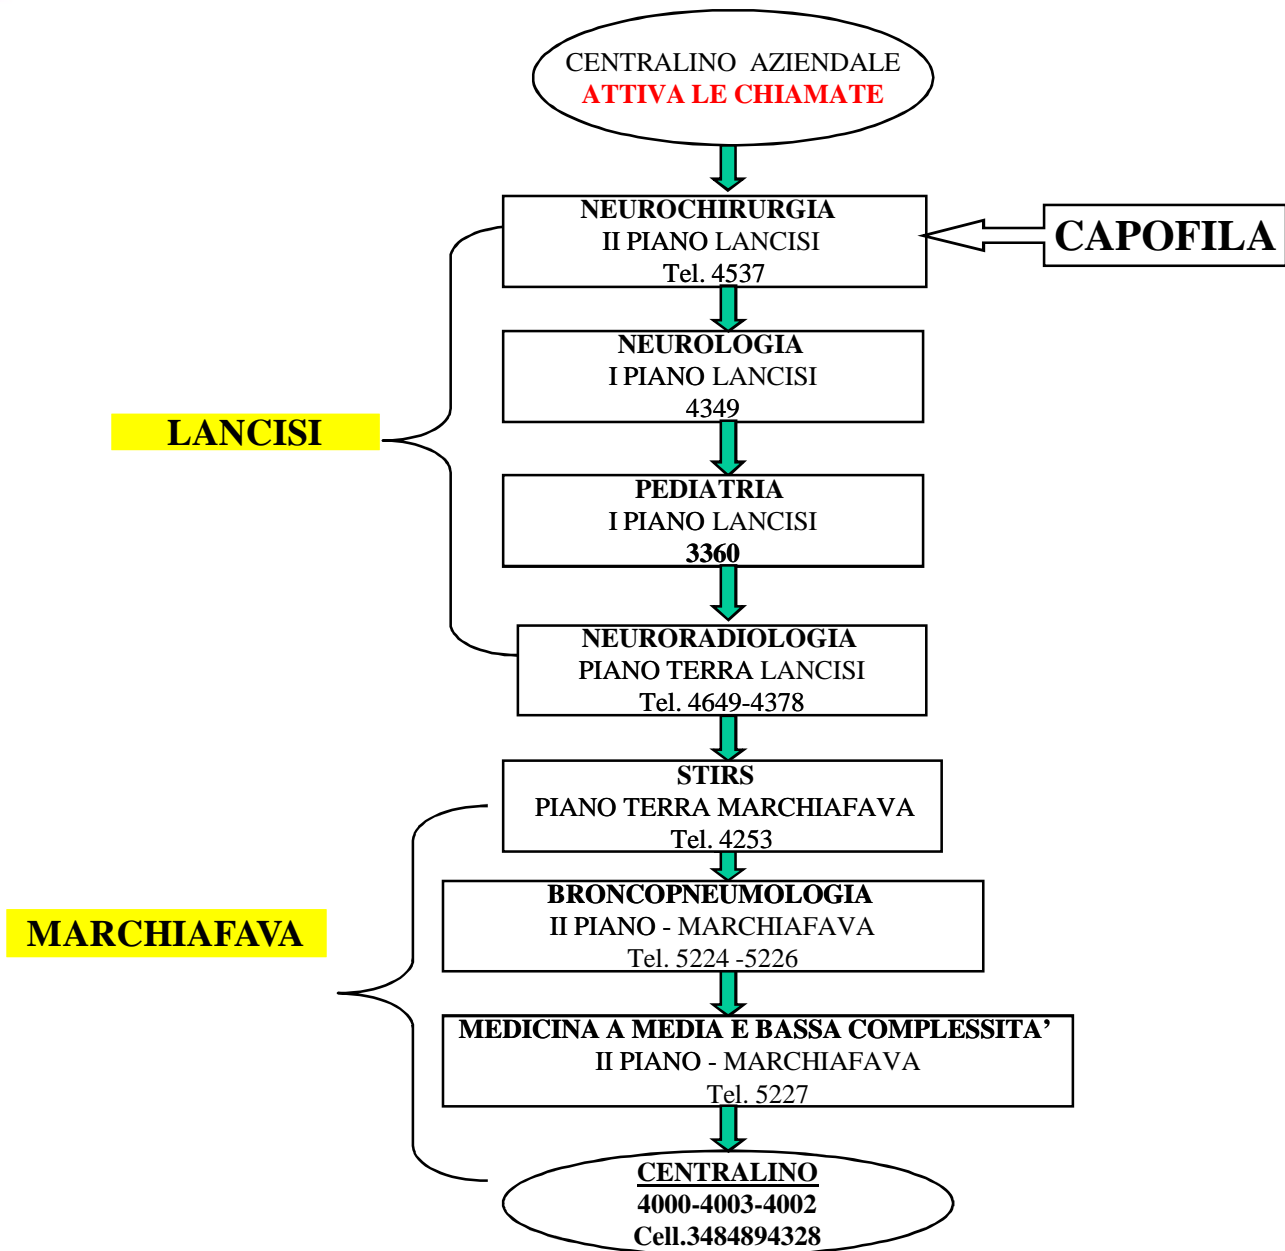 CENTRALINO AZIENDALE
ATTIVA LE CHIAMATE
NEUROCHIRURGIA
II PIANO LANCISI
Tel. 4537
CAPOFILA
NEUROLOGIA
I PIANO LANCISI
4349
LANCISI
PEDIATRIA
I PIANO LANCISI
3360
NEURORADIOLOGIA
PIANO TERRA LANCISI
Tel. 4649-4378
STIRS
PIANO TERRA MARCHIAFAVA
Tel. 4253
MARCHIAFAVA
BRONCOPNEUMOLOGIA
II PIANO - MARCHIAFAVA
Tel. 5224 -5226
MEDICINA A MEDIA E BASSA COMPLESSITA’
II PIANO - MARCHIAFAVA
Tel. 5227
CENTRALINO
4000-4003-4002
Cell.3484894328